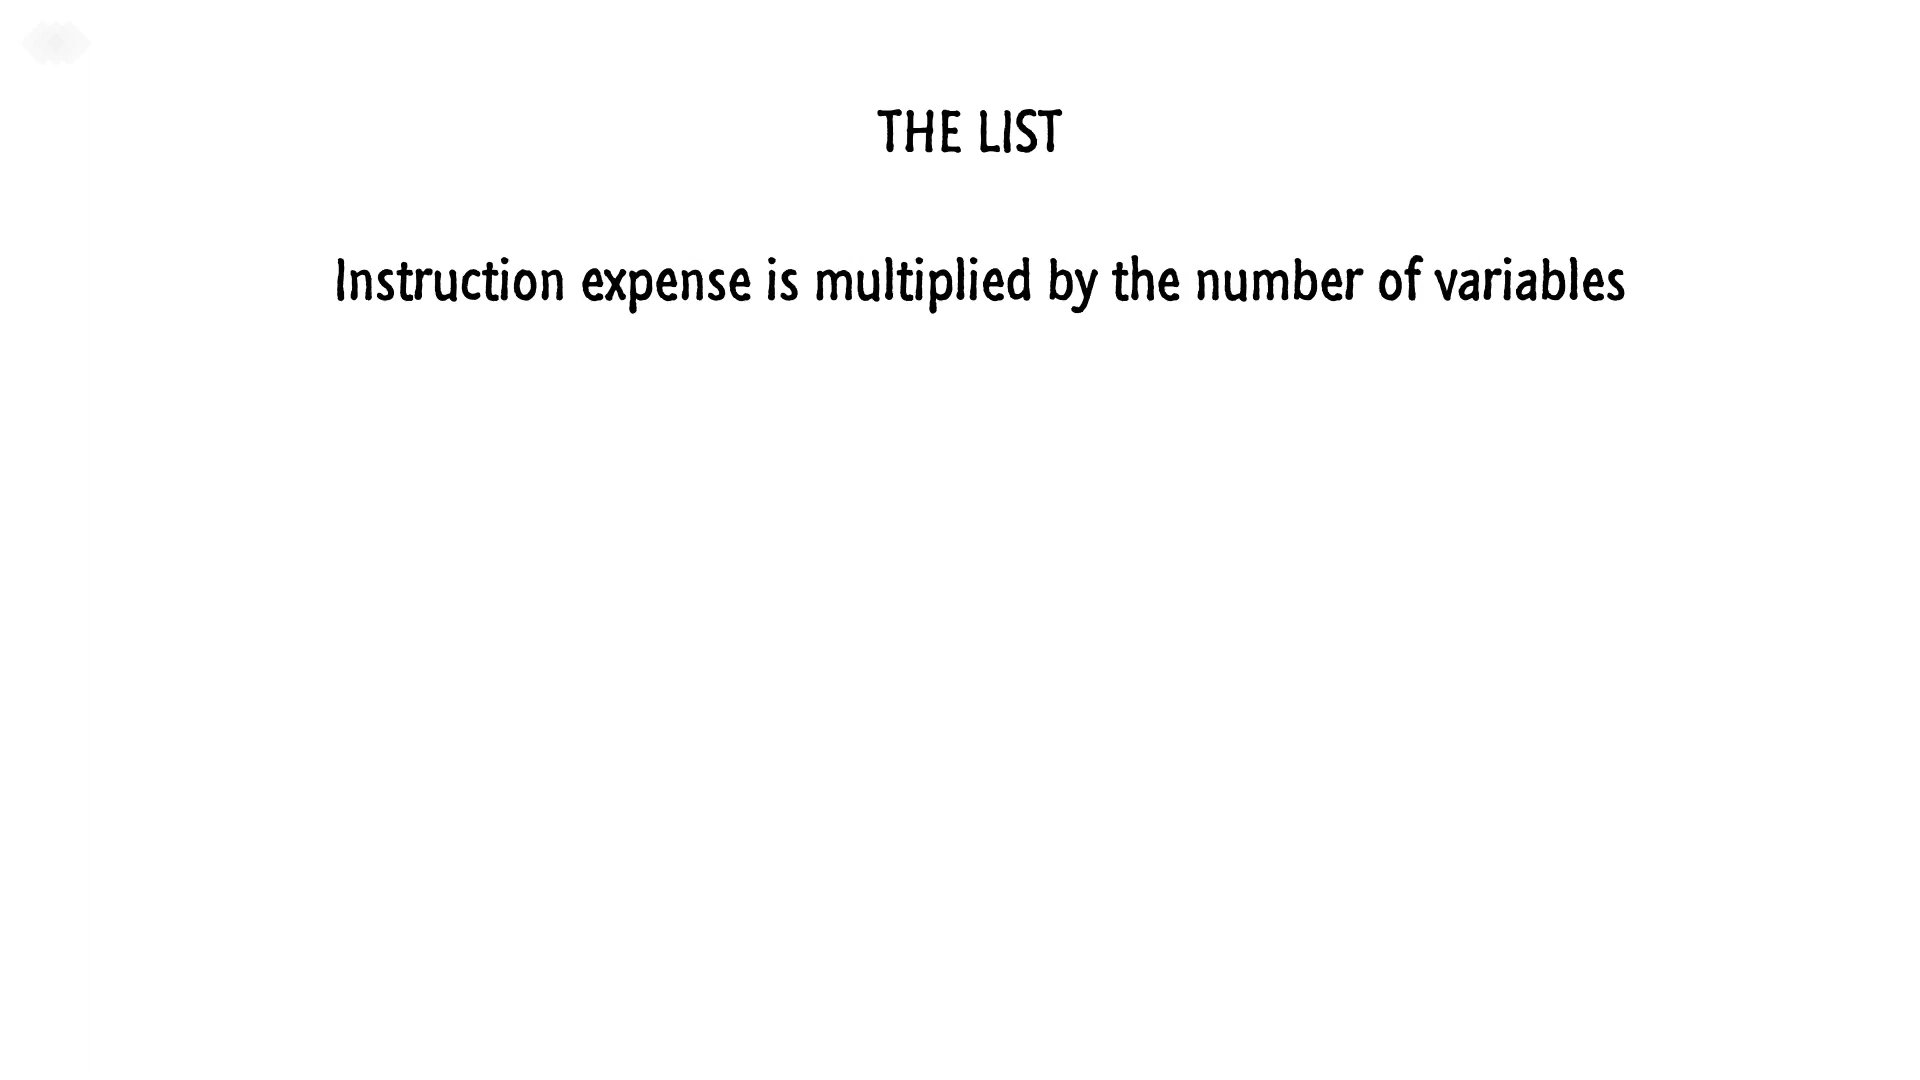 THE LIST
Instruction expense is multiplied by the number of variables